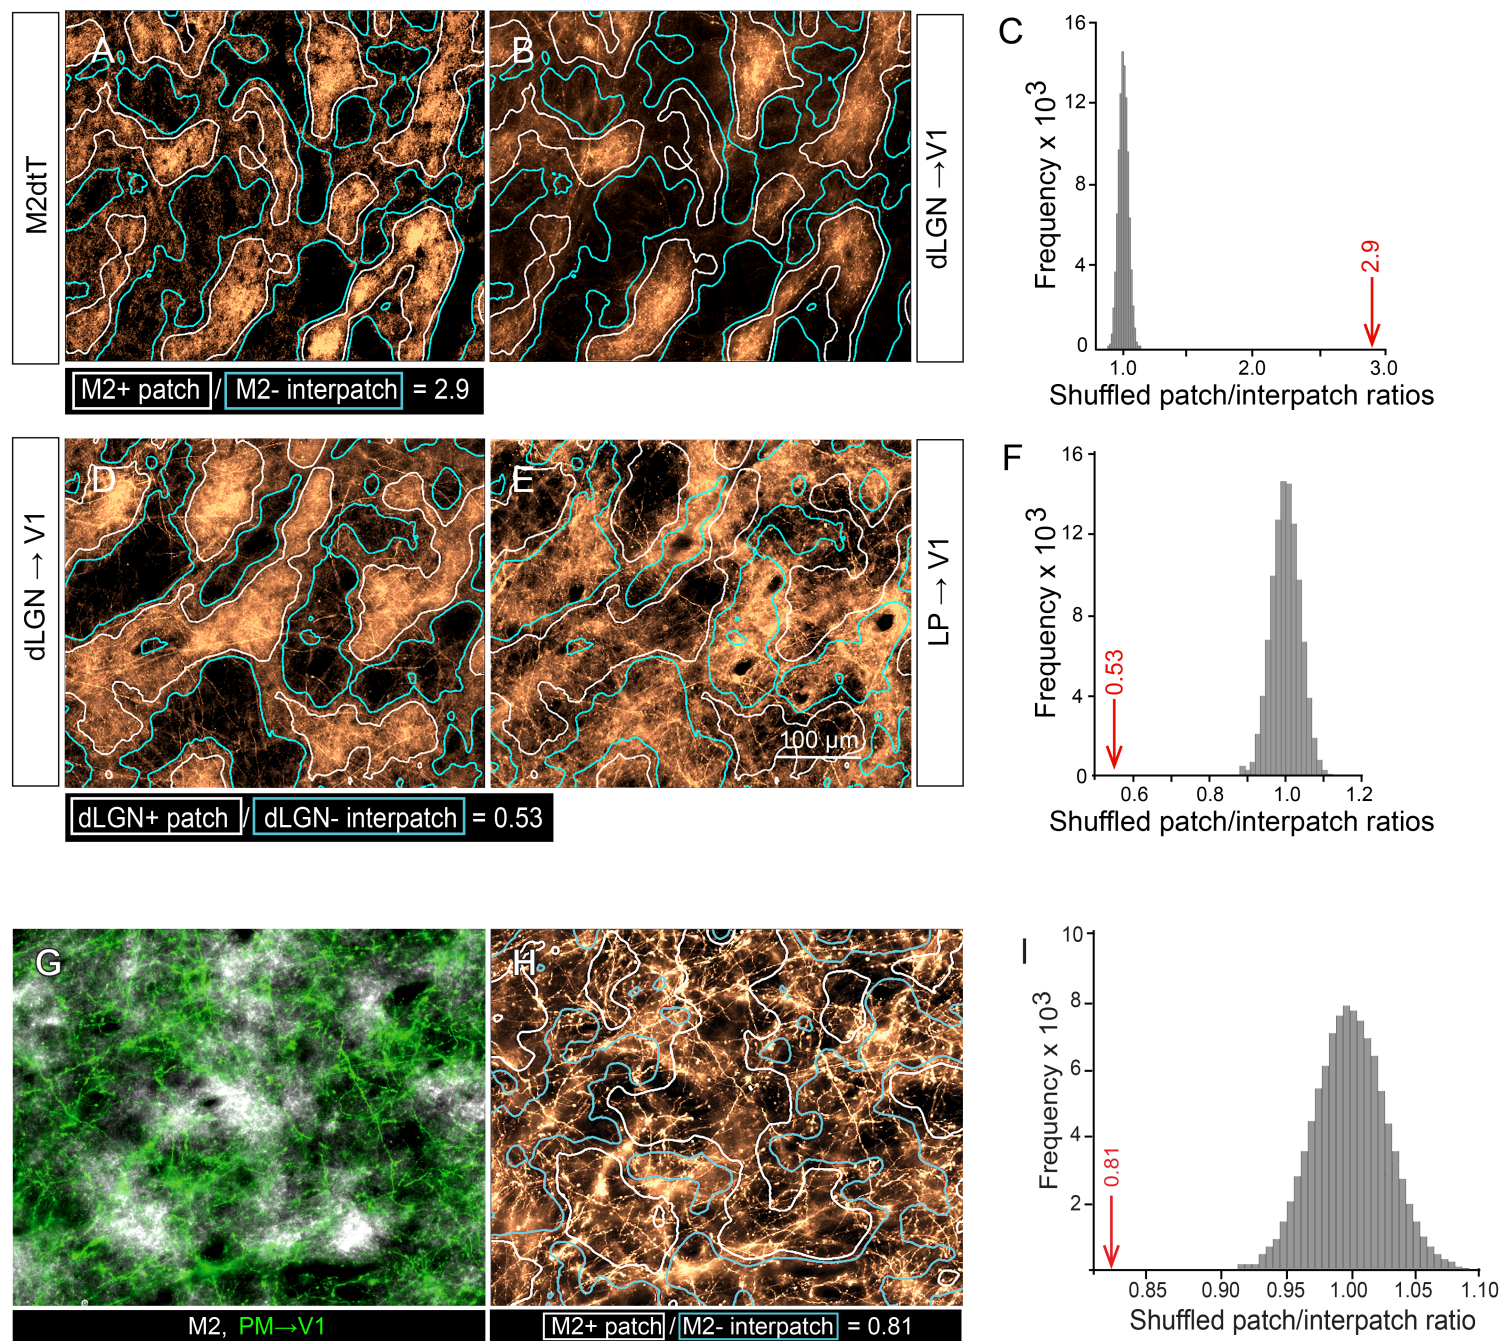 M2dtT
A
B
dLGN →V1
M2+ patch / M2- interpatch = 2.9
C
Frequency x 10³
16
12
8
4
0
2.9
1.0 2.0 3.0
Shuffled patch/interpatch ratios
dLGN → V1
D
E
100 µm
LP → V1
dLGN+ patch / dLGN- interpatch = 0.53
F
Frequency x 10³
16
12
8
4
0
0.53
0.6 0.8 1.0 1.2
Shuffled patch/interpatch ratios
G
M2, PM→V1
H
M2+ patch / M2- interpatch = 0.81
I
Frequency x 10³
10
8
6
4
2
0.81
0.85 0.90 0.95 1.00 1.05 1.10
Shuffled patch/interpatch ratio